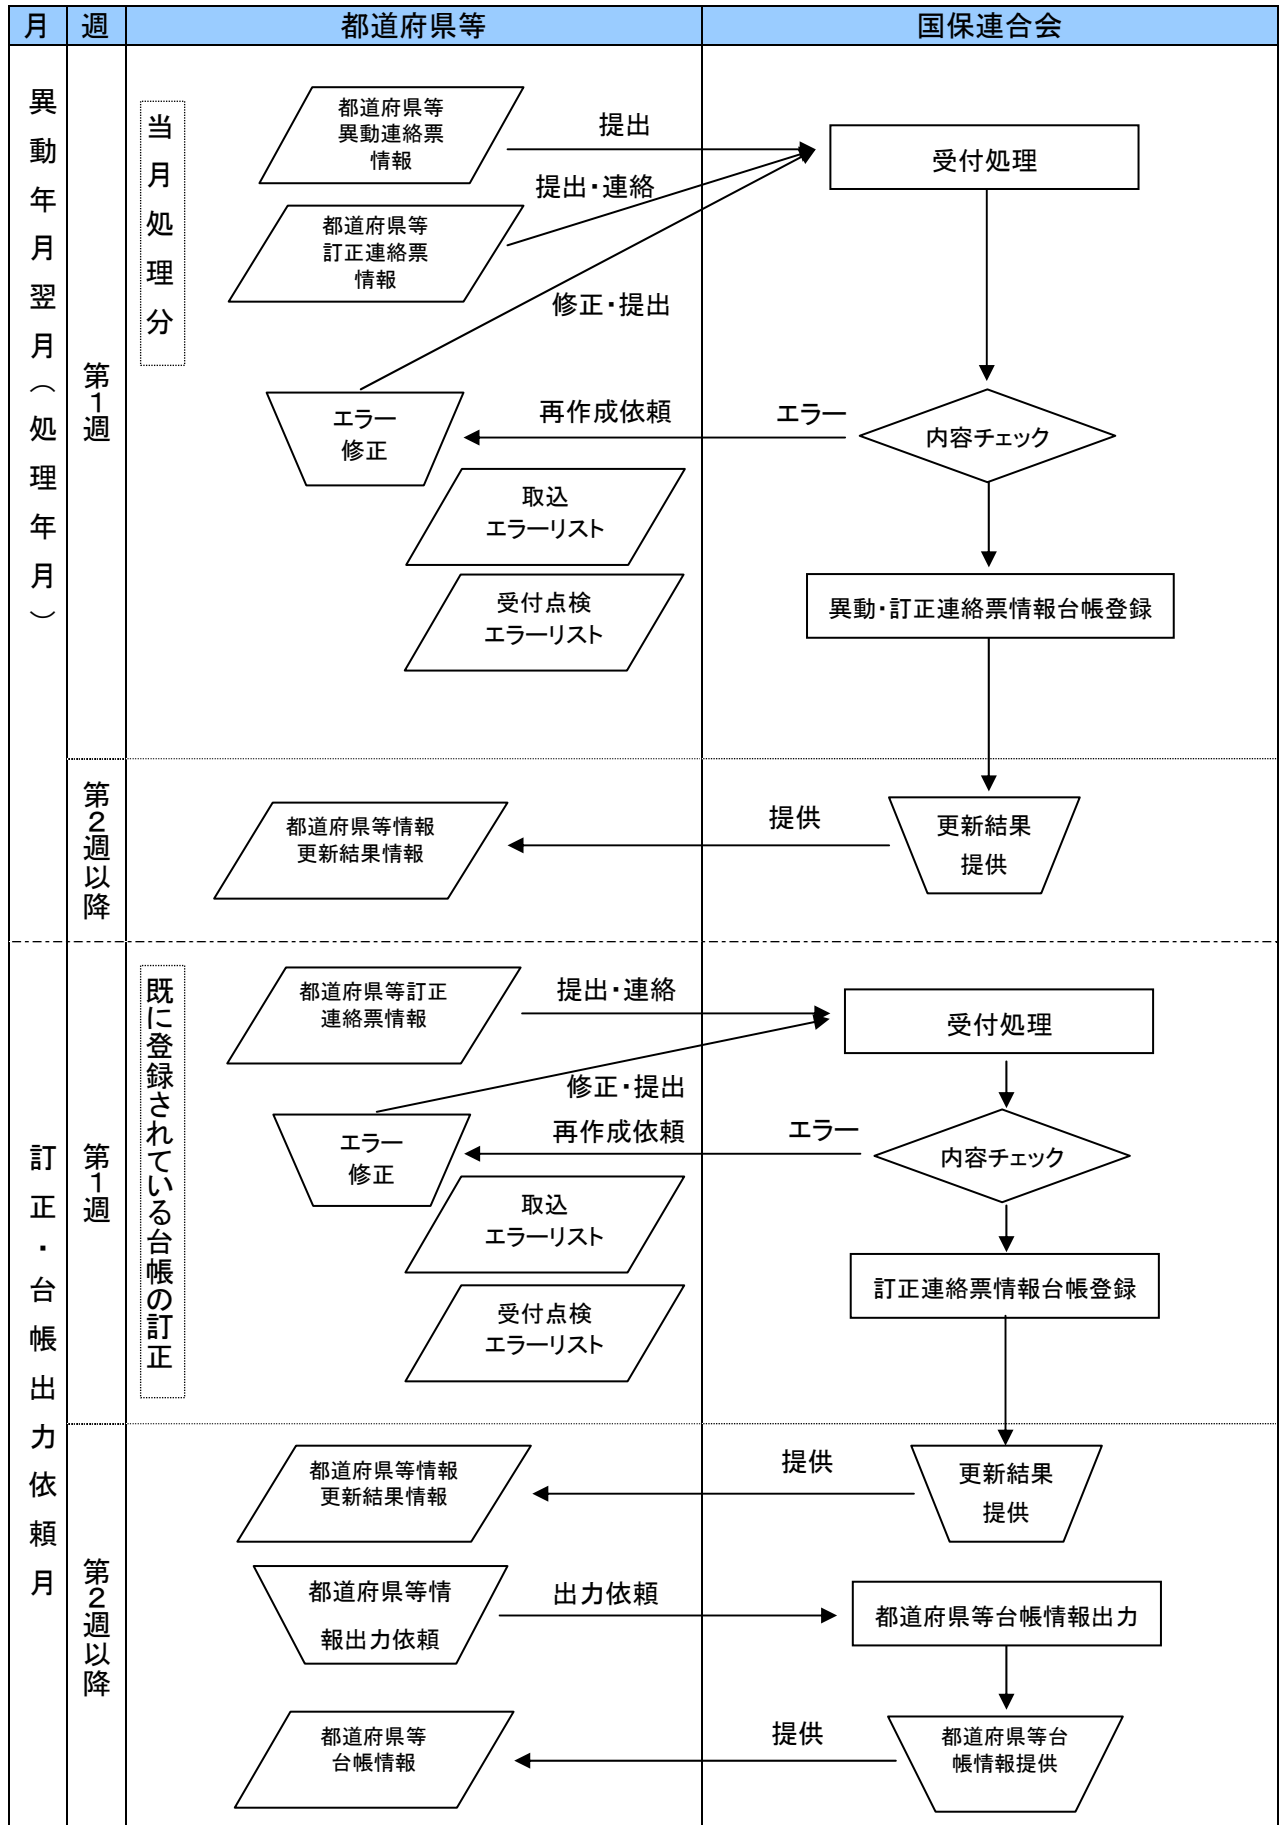 月
週
都道府県等
国保連合会
異動年月翌月（処理年月）
第1週
当月処理分
都道府県等
異動連絡票
情報
提出
受付処理
提出・連絡
都道府県等
訂正連絡票
情報
修正・提出
エラー
修正
再作成依頼
エラー
内容チェック
取込
エラーリスト
受付点検
エラーリスト
異動・訂正連絡票情報台帳登録
第2週以降
都道府県等情報
更新結果情報
提供
更新結果
提供
訂正・台帳出力依頼月
第1週
既に登録されている台帳の訂正
都道府県等訂正
連絡票情報
提出・連絡
受付処理
修正・提出
エラー
修正
再作成依頼
エラー
内容チェック
取込
エラーリスト
受付点検
エラーリスト
訂正連絡票情報台帳登録
第2週以降
都道府県等情報
更新結果情報
提供
更新結果
提供
都道府県等情
報出力依頼
出力依頼
都道府県等台帳情報出力
都道府県等
台帳情報
提供
都道府県等台
帳情報提供